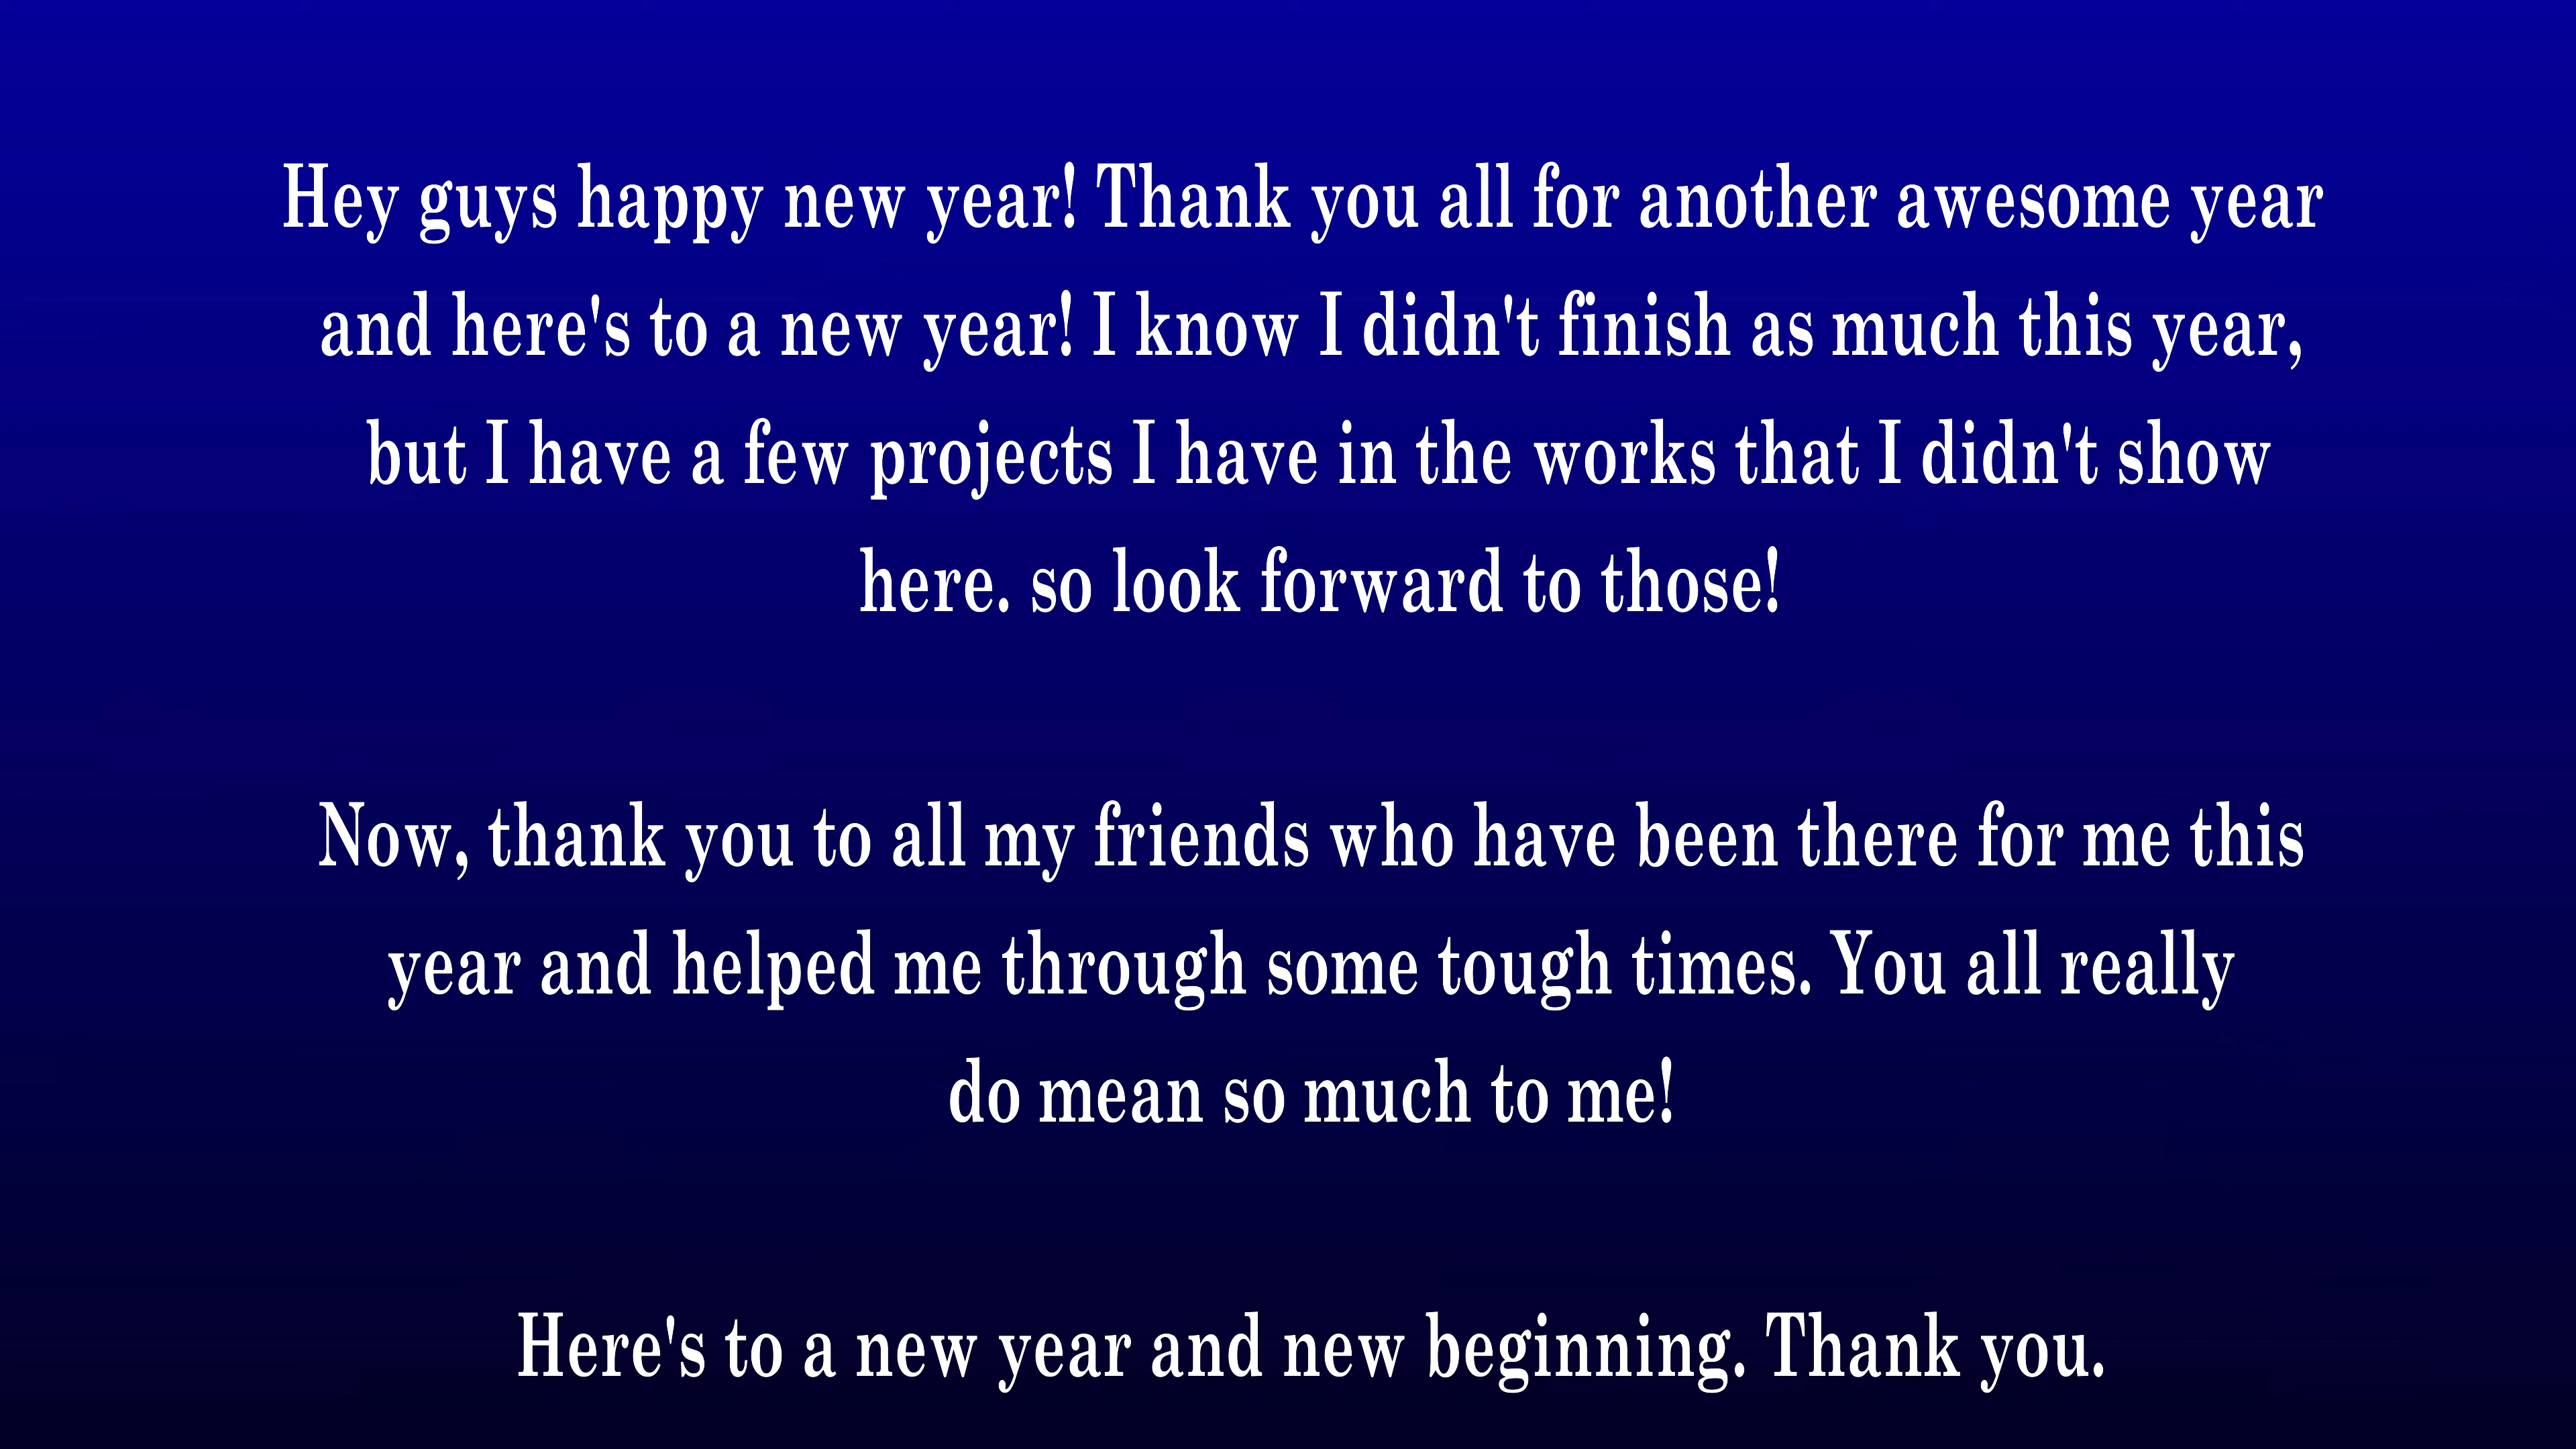 Hey guys happy new year! Thank you all for another awesome year
and here's to a new year! I know I didn't finish as much this year,
but I have a few projects I have in the works that I didn't show
here. so look forward to those!
Now, thank you to all my friends who have been there for me this
year and helped me through some tough times. You all really
do mean so much to me!
Here's to a new year and new beginning. Thank you.